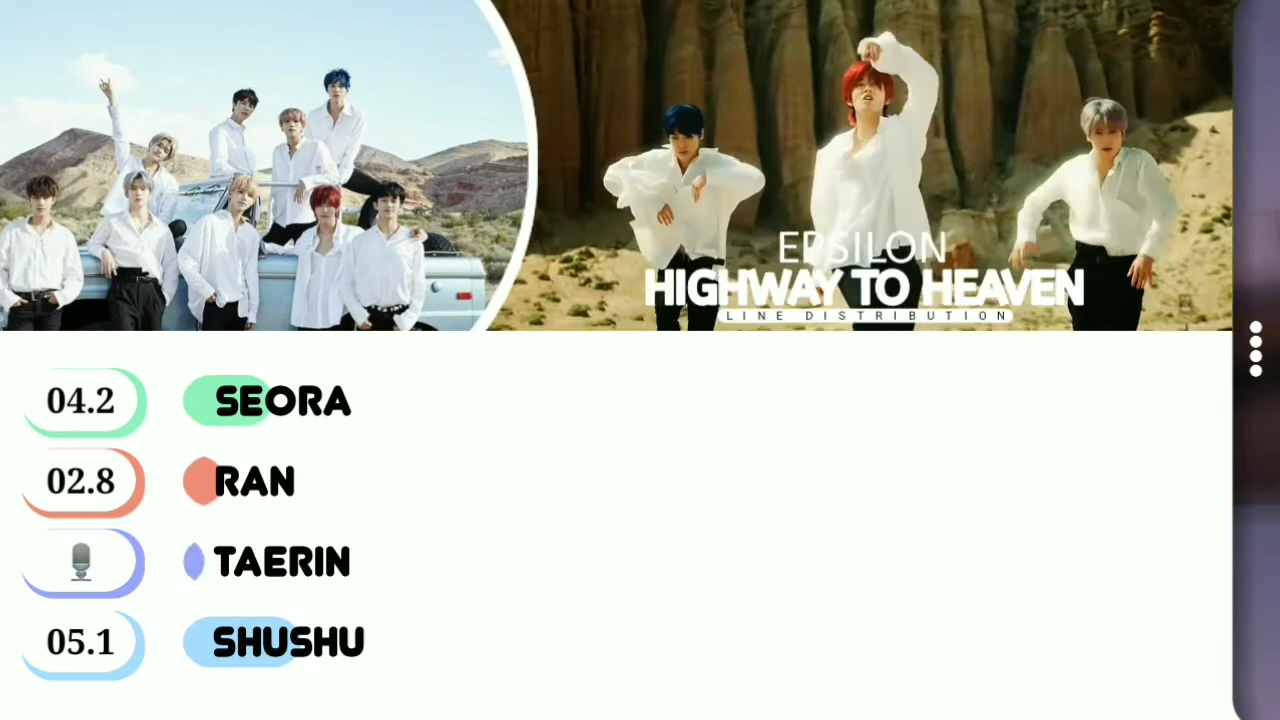 EPSILON
HIGHWAY TO HEAVEN
LINE DISTRIBUTION
04.2 SEORA
02.8 RAN
TAERIN
05.1 SHUSHU